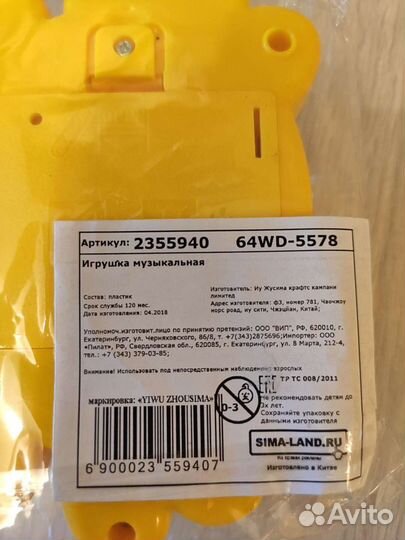 Артикул: 2355940 64WD-5578
Игрушка музыкальная
Состав: пластик
Срок службы 120 мес.
Дата изготовления: 04.2018
Изготовитель: Иу Жусима крафтс кампани
лимитед
Адрес изготовителя: ф3, номер 781, Чаочжоу
норс роад, иу сити, Чжэцзян, Китай;
Уполномоч.изготовит.лицо по принятию претензий: ООО "ВИП", РФ, 620010, г.
Екатеринбург, ул. Черняховского, 86/8, т. +7(343)2875696;Импортер: ООО
«Пилат», РФ, Свердловская обл., 620085, г. Екатеринбург, ул. 8 Марта, 212-4,
тел.: +7 (343) 379-03-85;
Внимание! Использовать под непосредственным наблюдением взрослых
маркировка: «YIWU ZHOUSIMA»
D-3
EAC
ТР ТС 008/2011
Не рекомендовать детям до
3х лет.
Сохраняйте упаковку с
данными изготовителя
6 900023 559407
SIMA-LAND.RU
На правах рекламы
Изготовлено в Китае
Avito